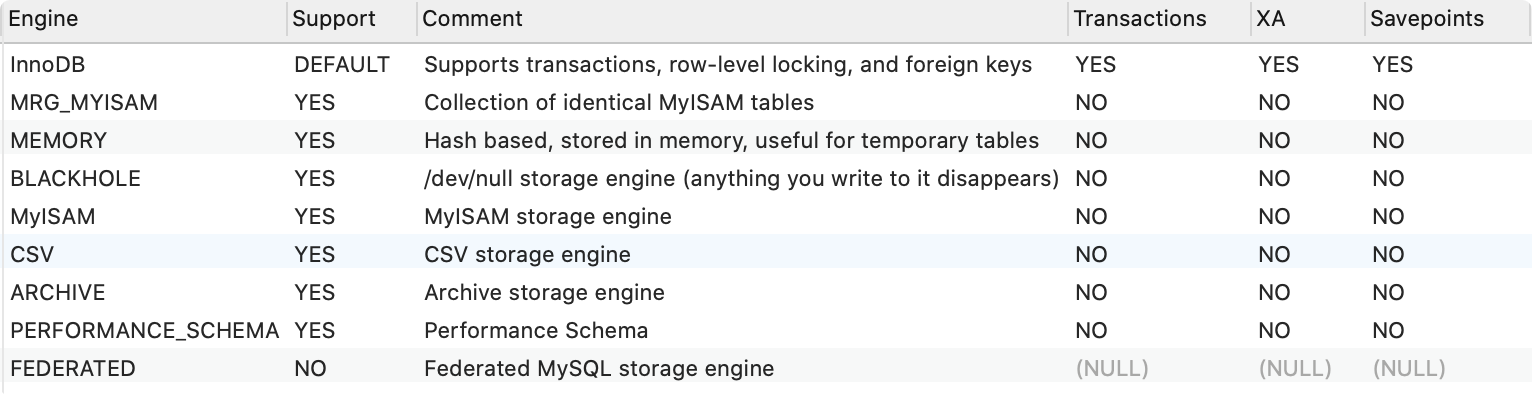 Engine Support Comment Transactions XA Savepoints
InnoDB DEFAULT Supports transactions, row-level locking, and foreign keys YES YES YES
MRG_MYISAM YES Collection of identical MyISAM tables NO NO NO
MEMORY YES Hash based, stored in memory, useful for temporary tables NO NO NO
BLACKHOLE YES /dev/null storage engine (anything you write to it disappears) NO NO NO
MyISAM YES MyISAM storage engine NO NO NO
CSV YES CSV storage engine NO NO NO
ARCHIVE YES Archive storage engine NO NO NO
PERFORMANCE_SCHEMA YES Performance Schema NO NO NO
FEDERATED NO Federated MySQL storage engine (NULL) (NULL) (NULL)